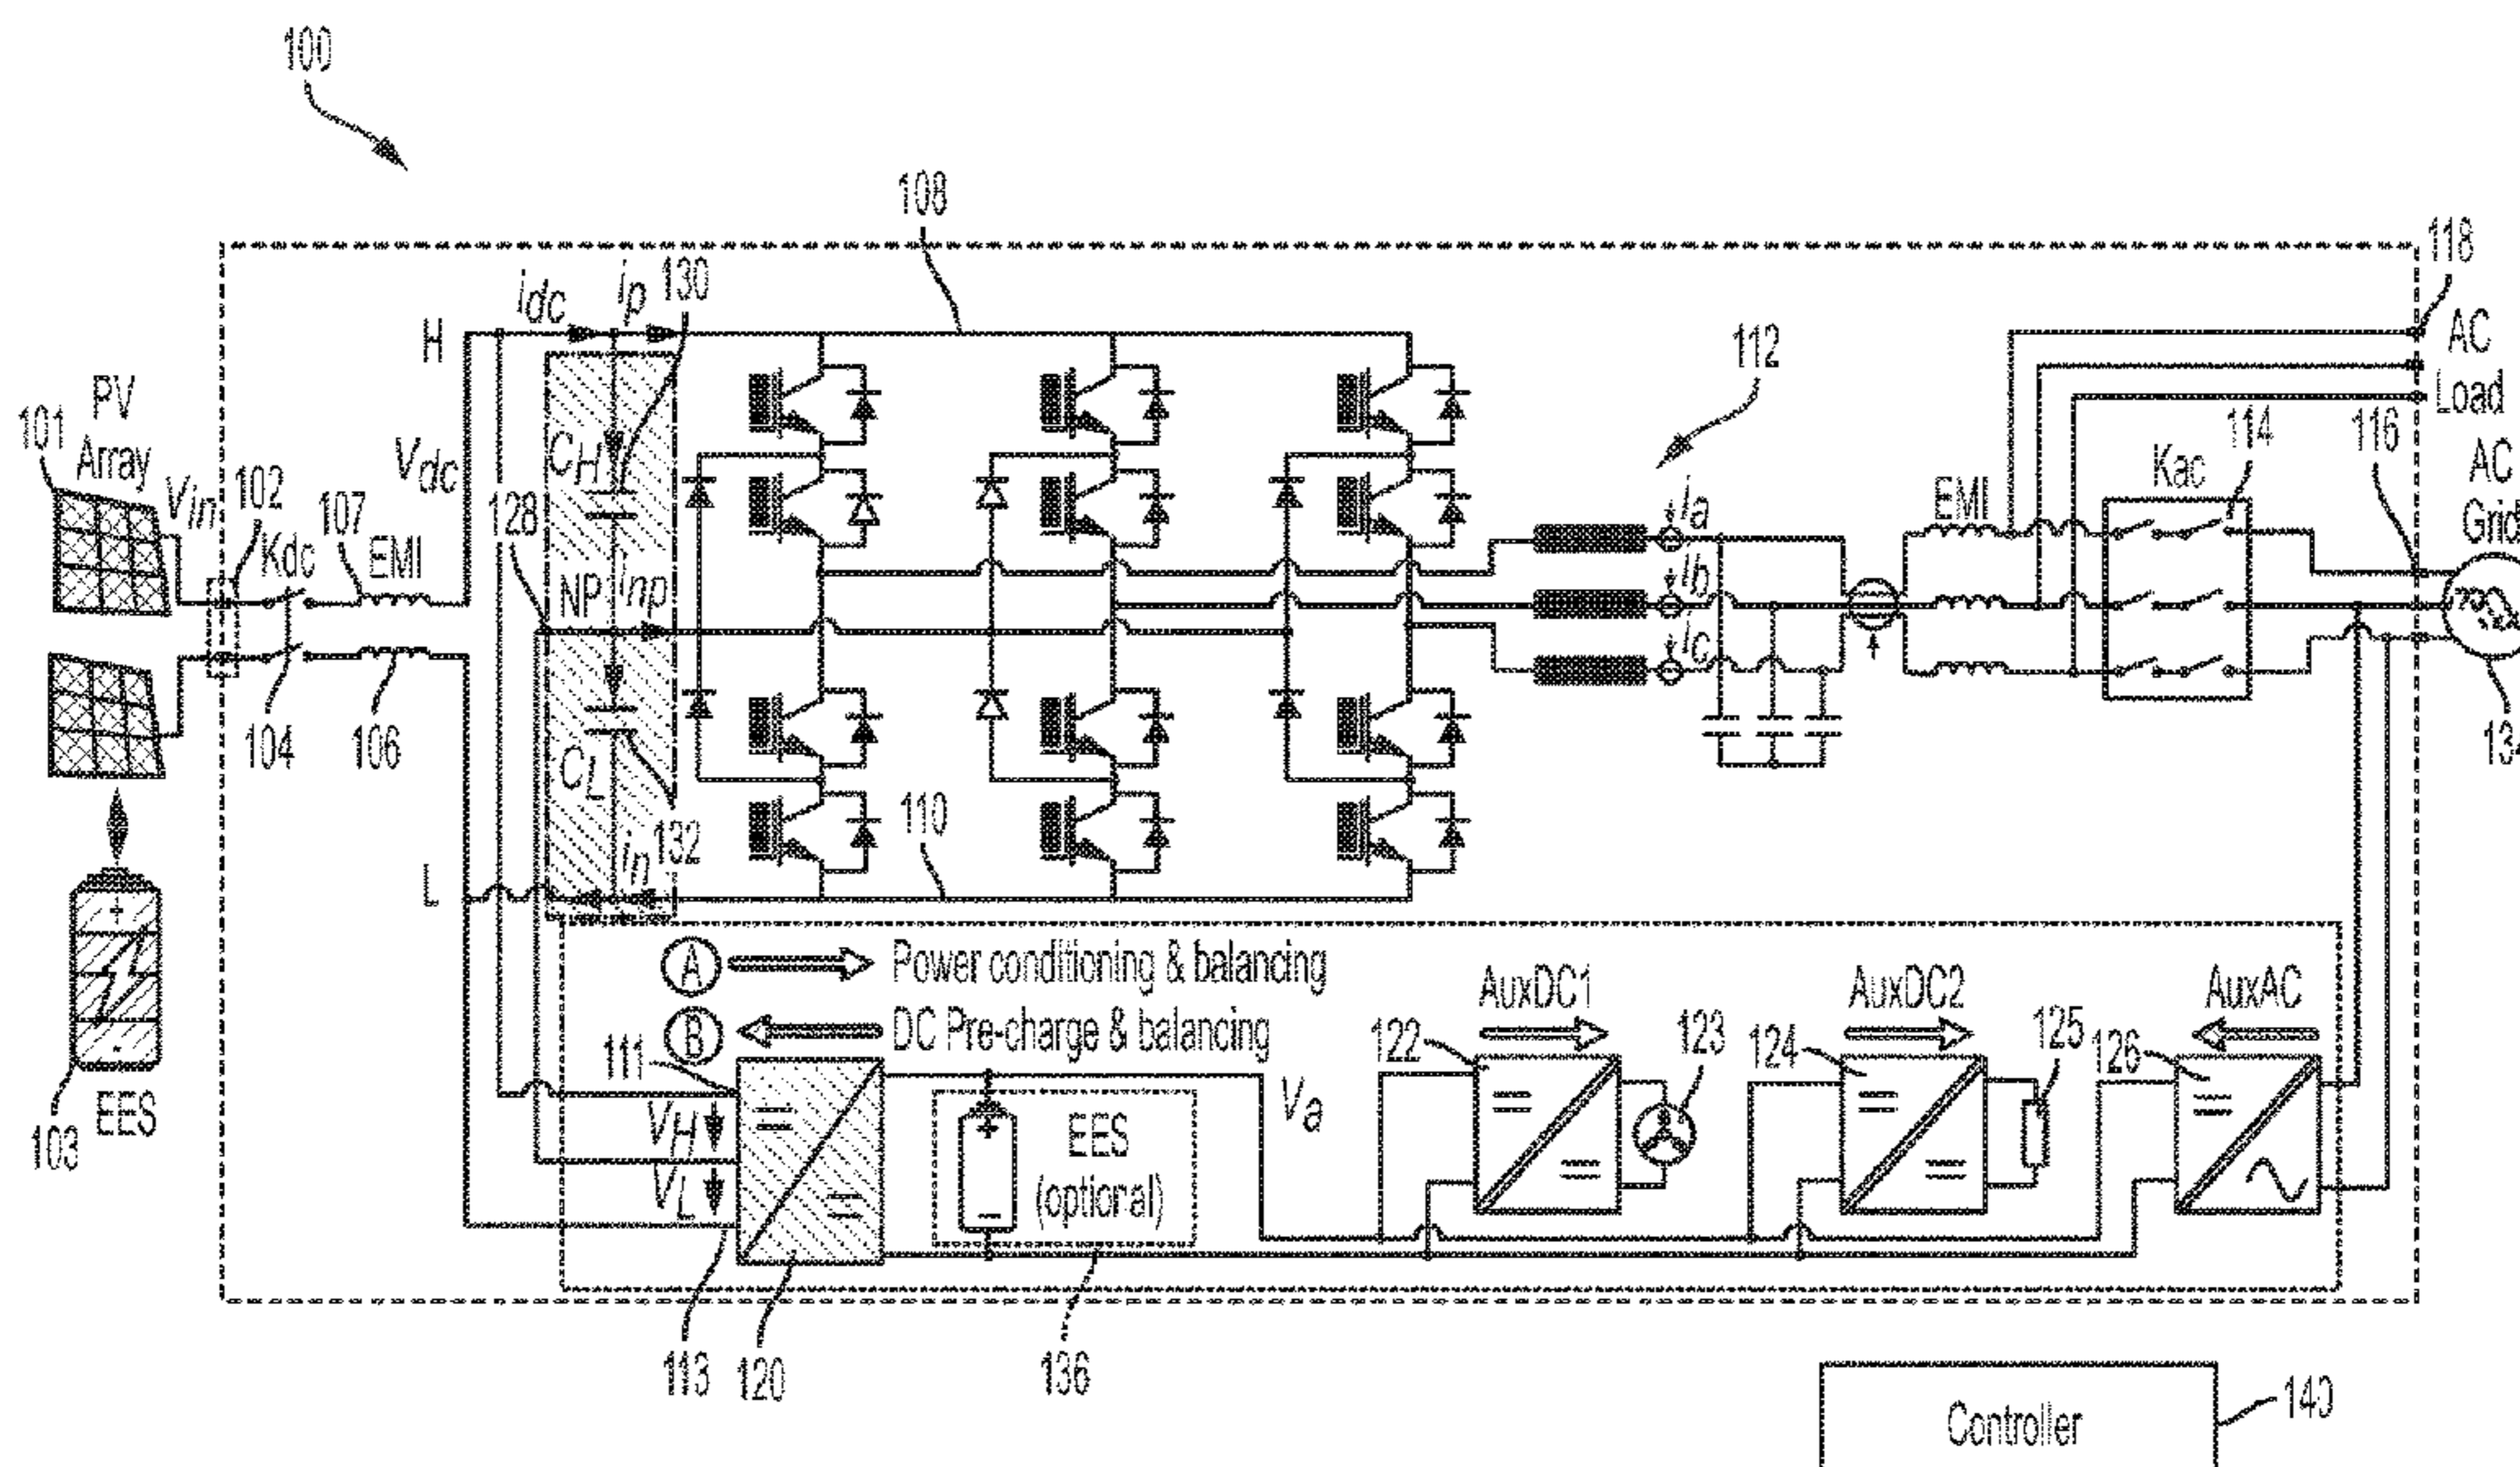 100
108
118
AC
Load
idc
ip
130
H
112
PV
Array
101
Vin
102
Kdc
107
EMI
Vdc
128
CH
NP
inp
ia
ib
ic
EMI
Kac
114
116
AC
Grid
104
106
CL
in
132
110
L
103
EES
A
Power conditioning & balancing
B
DC Pre-charge & balancing
AuxDC1
AuxDC2
AuxAC
111
VH
VL
EES
(optional)
Va
122
123
124
125
126
113
120
136
Controller
140